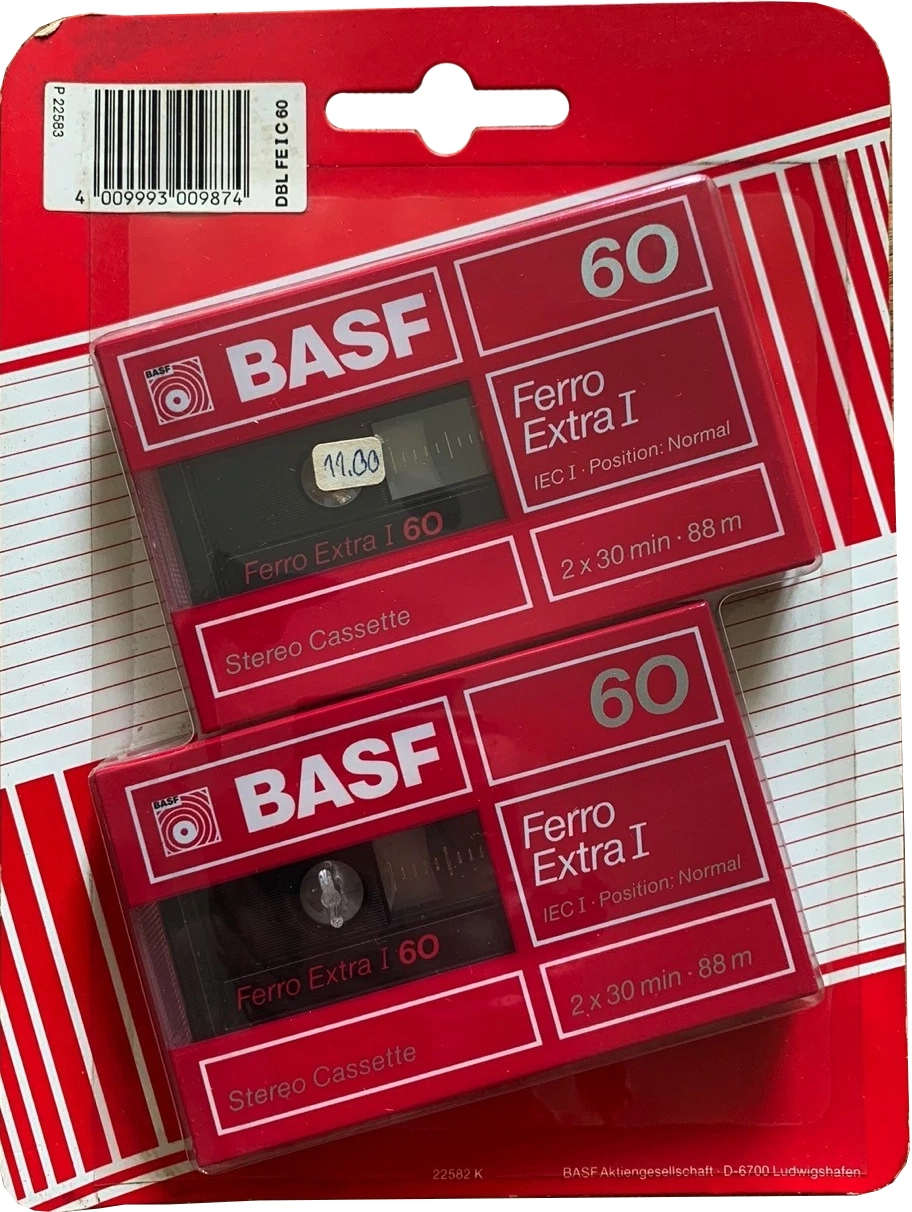 P 22583
4 009993 009874
DBL FE I C 60
BASF
BASF
60
Ferro
Extra I
IEC I · Position: Normal
11.00
Ferro Extra I 60
2 x 30 min · 88 m
Stereo Cassette
BASF
BASF
60
Ferro
Extra I
IEC I · Position: Normal
Ferro Extra I 60
2 x 30 min · 88 m
Stereo Cassette
22582 K
BASF Aktiengesellschaft · D-6700 Ludwigshafen